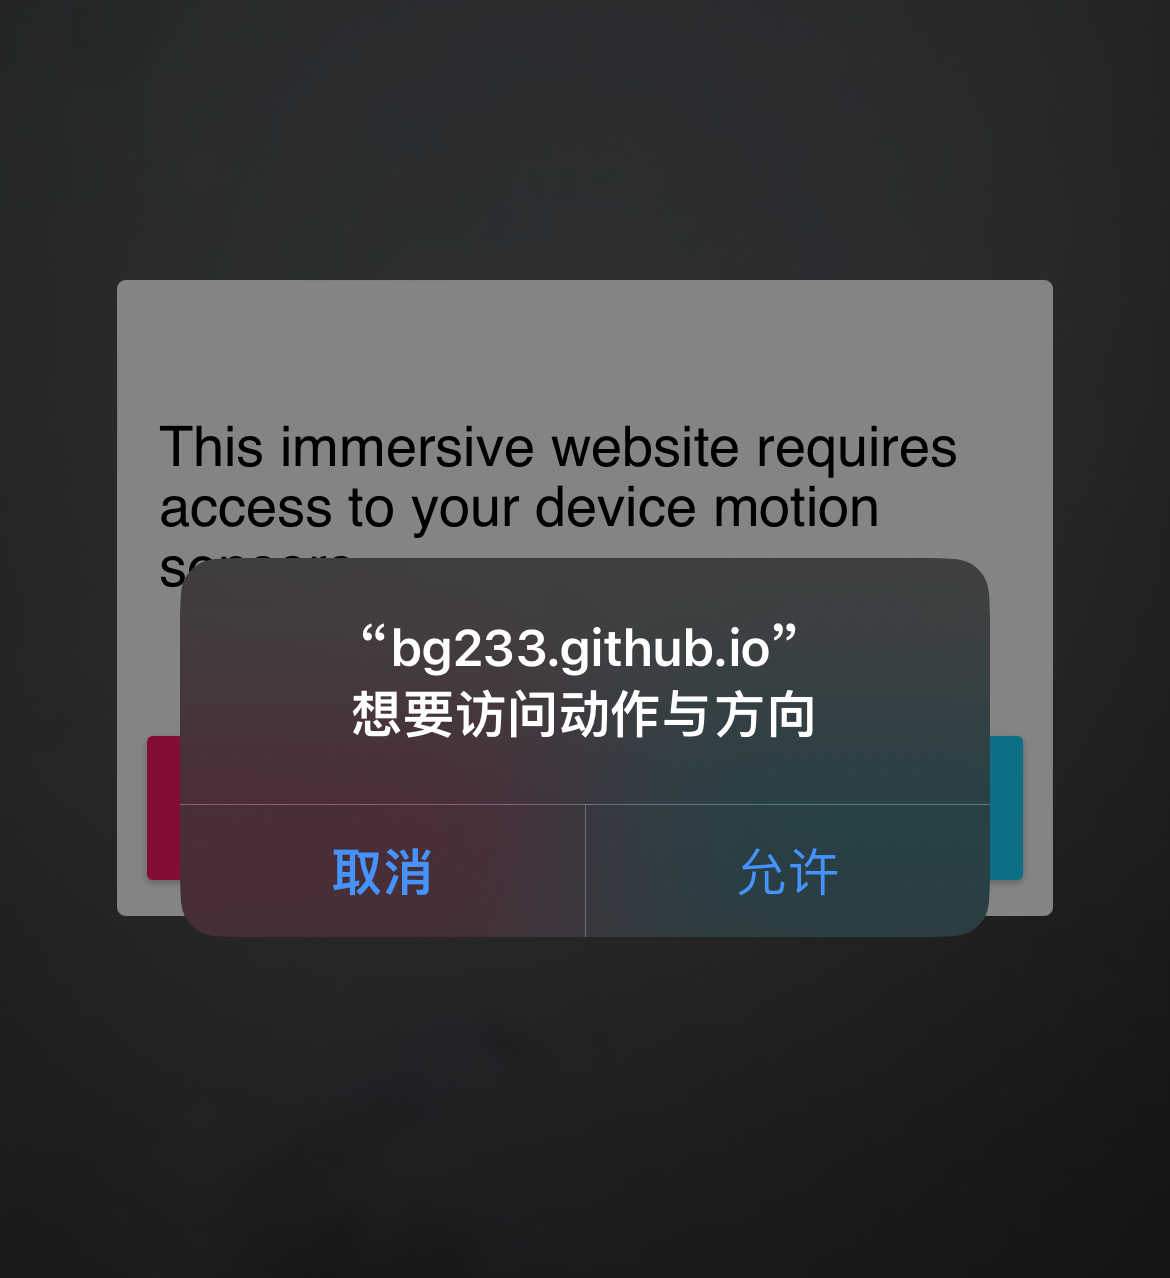 This immersive website requires
access to your device motion
“bg233.github.io”
想要访问动作与方向
取消
允许